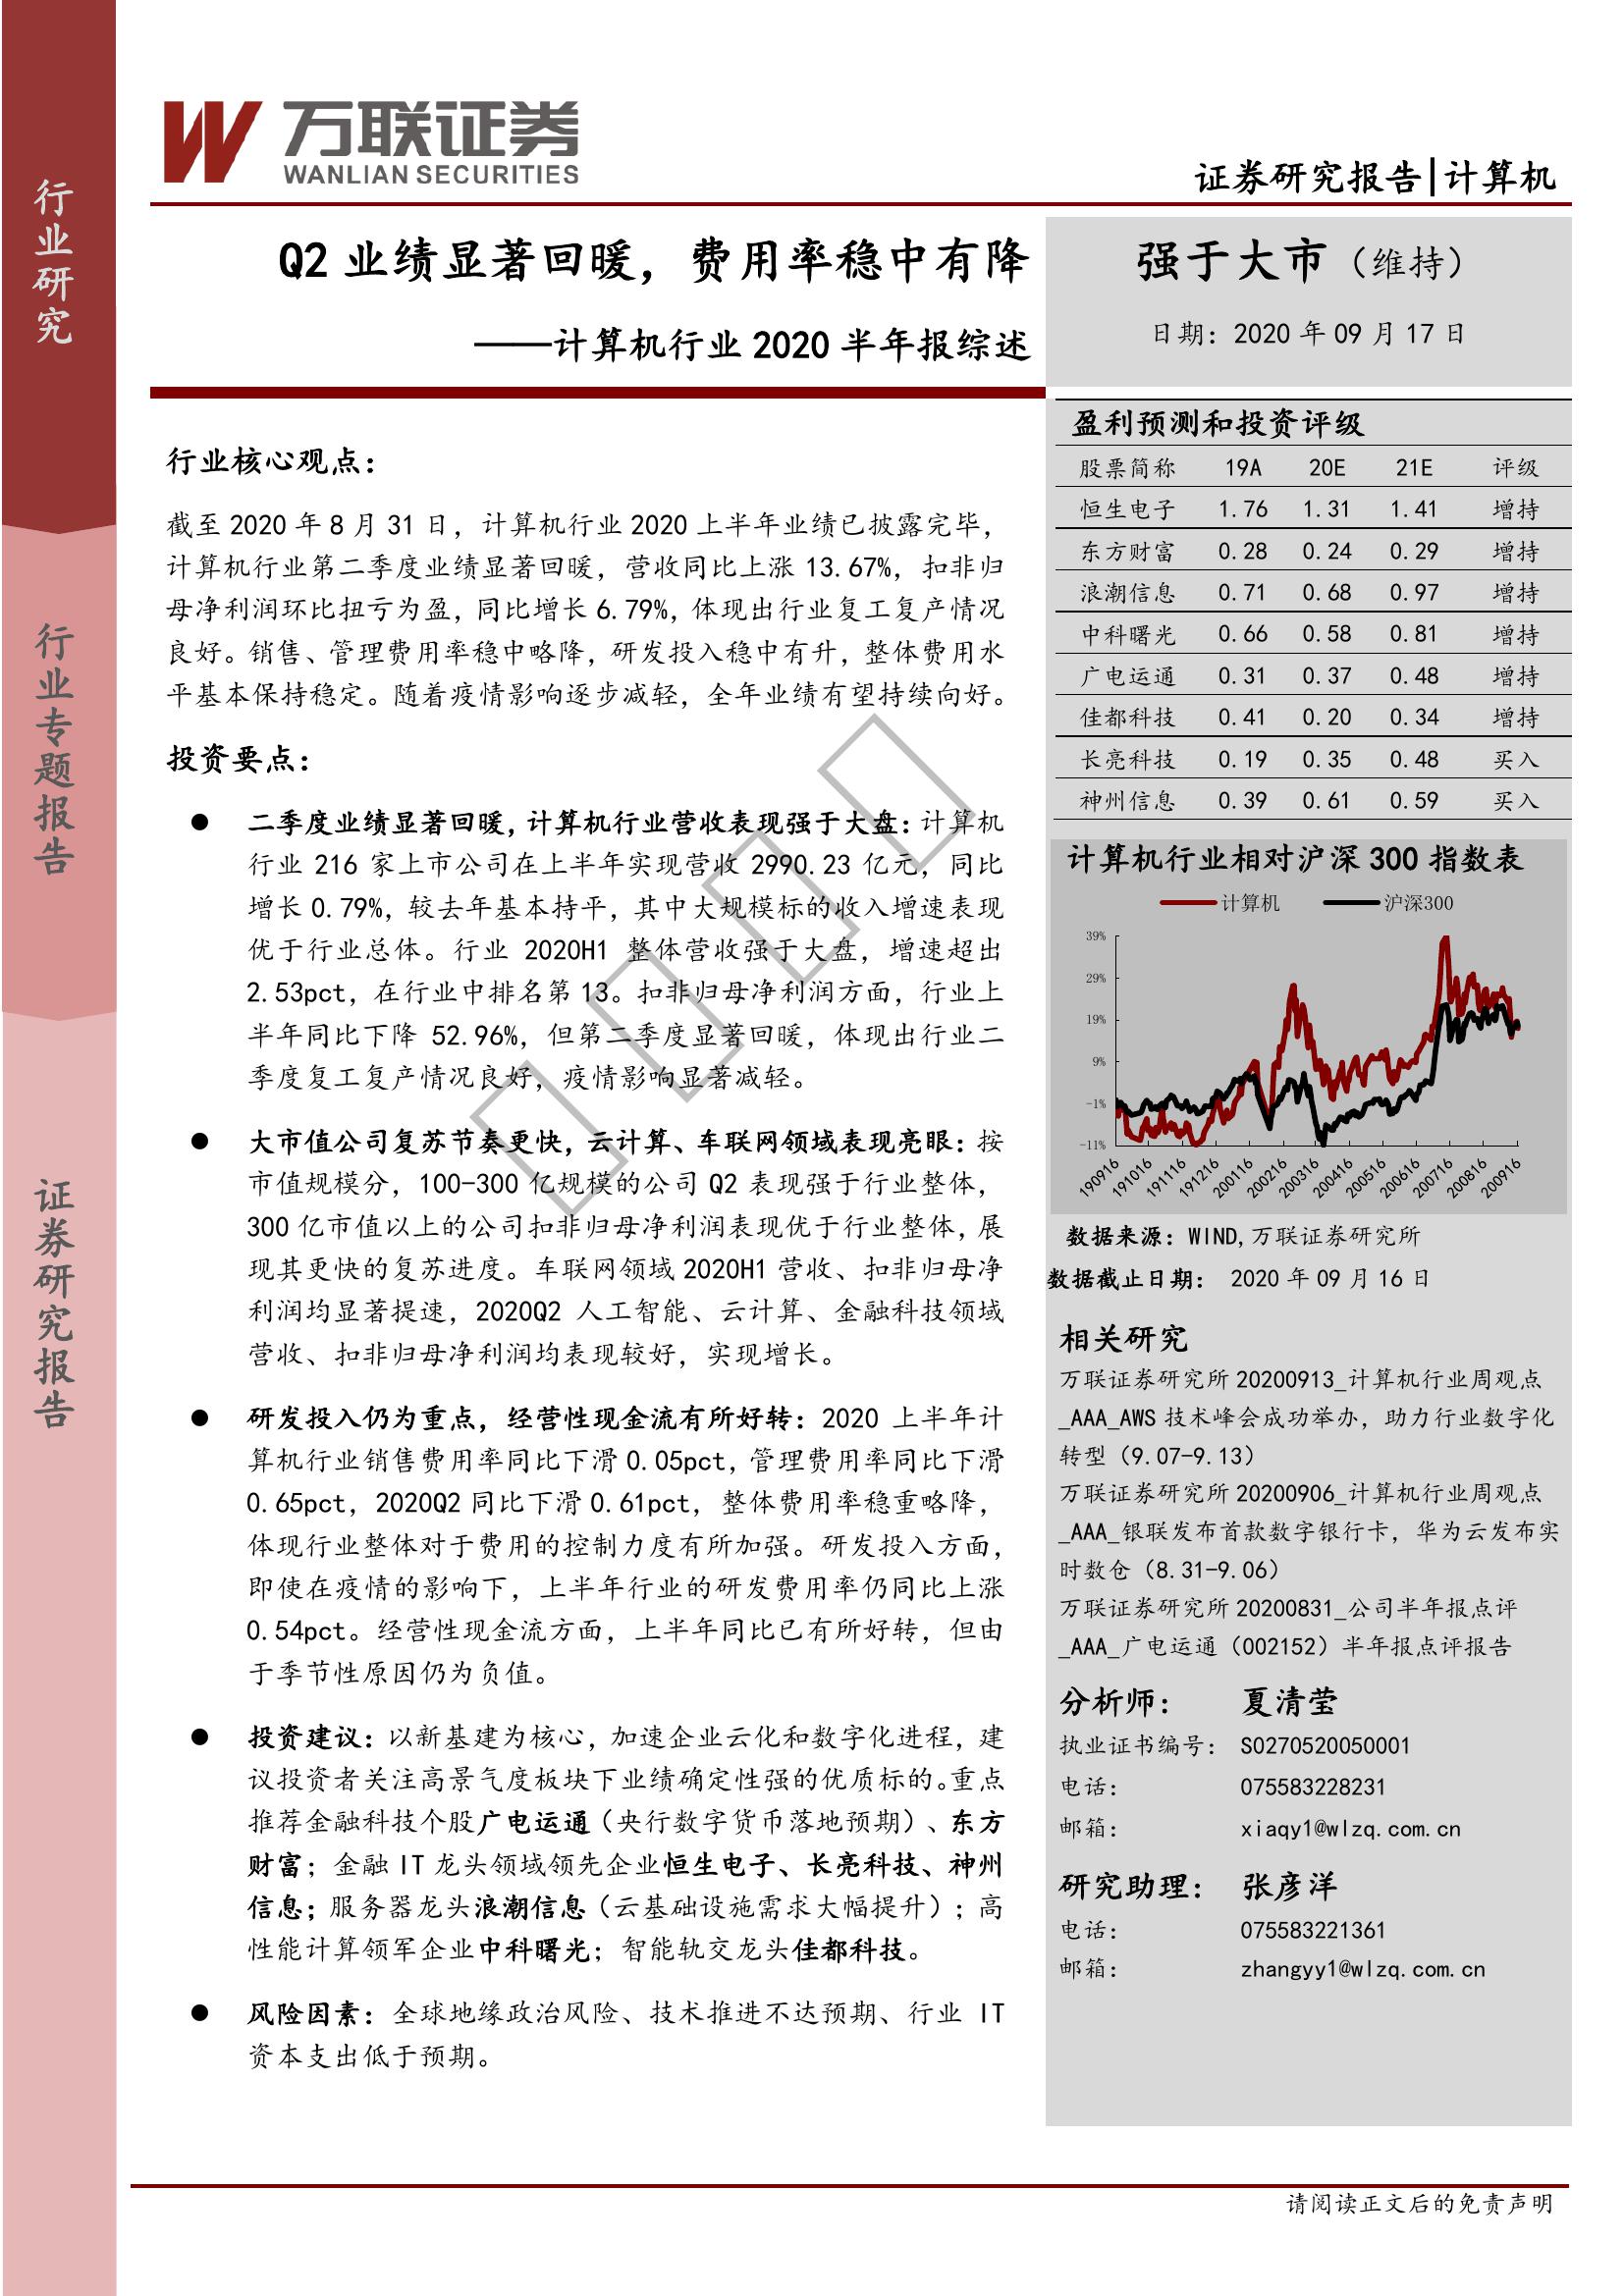 行业研究
行业专题报告
证券研究报告
万联证券
WANLIAN SECURITIES
证券研究报告|计算机
Q2 业绩显著回暖，费用率稳中有降
——计算机行业 2020 半年报综述
强于大市（维持）
日期：2020 年 09 月 17 日
行业核心观点：
截至 2020 年 8 月 31 日，计算机行业 2020 上半年业绩已披露完毕，
计算机行业第二季度业绩显著回暖，营收同比上涨 13.67%，扣非归
母净利润环比扭亏为盈，同比增长 6.79%，体现出行业复工复产情况
良好。销售、管理费用率稳中略降，研发投入稳中有升，整体费用水
平基本保持稳定。随着疫情影响逐步减轻，全年业绩有望持续向好。
投资要点：
● 二季度业绩显著回暖，计算机行业营收表现强于大盘：计算机
行业 216 家上市公司在上半年实现营收 2990.23 亿元，同比
增长 0.79%，较去年基本持平，其中大规模标的收入增速表现
优于行业总体。行业 2020H1 整体营收强于大盘，增速超出
2.53pct，在行业中排名第 13。扣非归母净利润方面，行业上
半年同比下降 52.96%，但第二季度显著回暖，体现出行业二
季度复工复产情况良好，疫情影响显著减轻。
● 大市值公司复苏节奏更快，云计算、车联网领域表现亮眼：按
市值规模分，100-300 亿规模的公司 Q2 表现强于行业整体，
300 亿市值以上的公司扣非归母净利润表现优于行业整体，展
现其更快的复苏进度。车联网领域 2020H1 营收、扣非归母净
利润均显著提速，2020Q2 人工智能、云计算、金融科技领域
营收、扣非归母净利润均表现较好，实现增长。
● 研发投入仍为重点，经营性现金流有所好转：2020 上半年计
算机行业销售费用率同比下滑 0.05pct，管理费用率同比下滑
0.65pct，2020Q2 同比下滑 0.61pct，整体费用率稳重略降，
体现行业整体对于费用的控制力度有所加强。研发投入方面，
即使在疫情的影响下，上半年行业的研发费用率仍同比上涨
0.54pct。经营性现金流方面，上半年同比已有所好转，但由
于季节性原因仍为负值。
● 投资建议：以新基建为核心，加速企业云化和数字化进程，建
议投资者关注高景气度板块下业绩确定性强的优质标的。重点
推荐金融科技个股广电运通（央行数字货币落地预期）、东方
财富；金融 IT 龙头领域领先企业恒生电子、长亮科技、神州
信息；服务器龙头浪潮信息（云基础设施需求大幅提升）；高
性能计算领军企业中科曙光；智能轨交龙头佳都科技。
● 风险因素：全球地缘政治风险、技术推进不达预期、行业 IT
资本支出低于预期。
盈利预测和投资评级
股票简称 19A 20E 21E 评级
恒生电子 1.76 1.31 1.41 增持
东方财富 0.28 0.24 0.29 增持
浪潮信息 0.71 0.68 0.97 增持
中科曙光 0.66 0.58 0.81 增持
广电运通 0.31 0.37 0.48 增持
佳都科技 0.41 0.20 0.34 增持
长亮科技 0.19 0.35 0.48 买入
神州信息 0.39 0.61 0.59 买入
计算机行业相对沪深 300 指数表
计算机 沪深300
39%
29%
19%
9%
-1%
-11%
190916 191016 191116 191216 200116 200216 200316 200416 200516 200616 200716 200816 200916
数据来源：WIND,万联证券研究所
数据截止日期： 2020 年 09 月 16 日
相关研究
万联证券研究所 20200913_计算机行业周观点
_AAA_AWS 技术峰会成功举办，助力行业数字化
转型（9.07-9.13）
万联证券研究所 20200906_计算机行业周观点
_AAA_银联发布首款数字银行卡，华为云发布实
时数仓（8.31-9.06）
万联证券研究所 20200831_公司半年报点评
_AAA_广电运通（002152）半年报点评报告
分析师： 夏清莹
执业证书编号： S0270520050001
电话： 075583228231
邮箱： xiaqy1@wlzq.com.cn
研究助理： 张彦洋
电话： 075583221361
邮箱： zhangyy1@wlzq.com.cn
请阅读正文后的免责声明